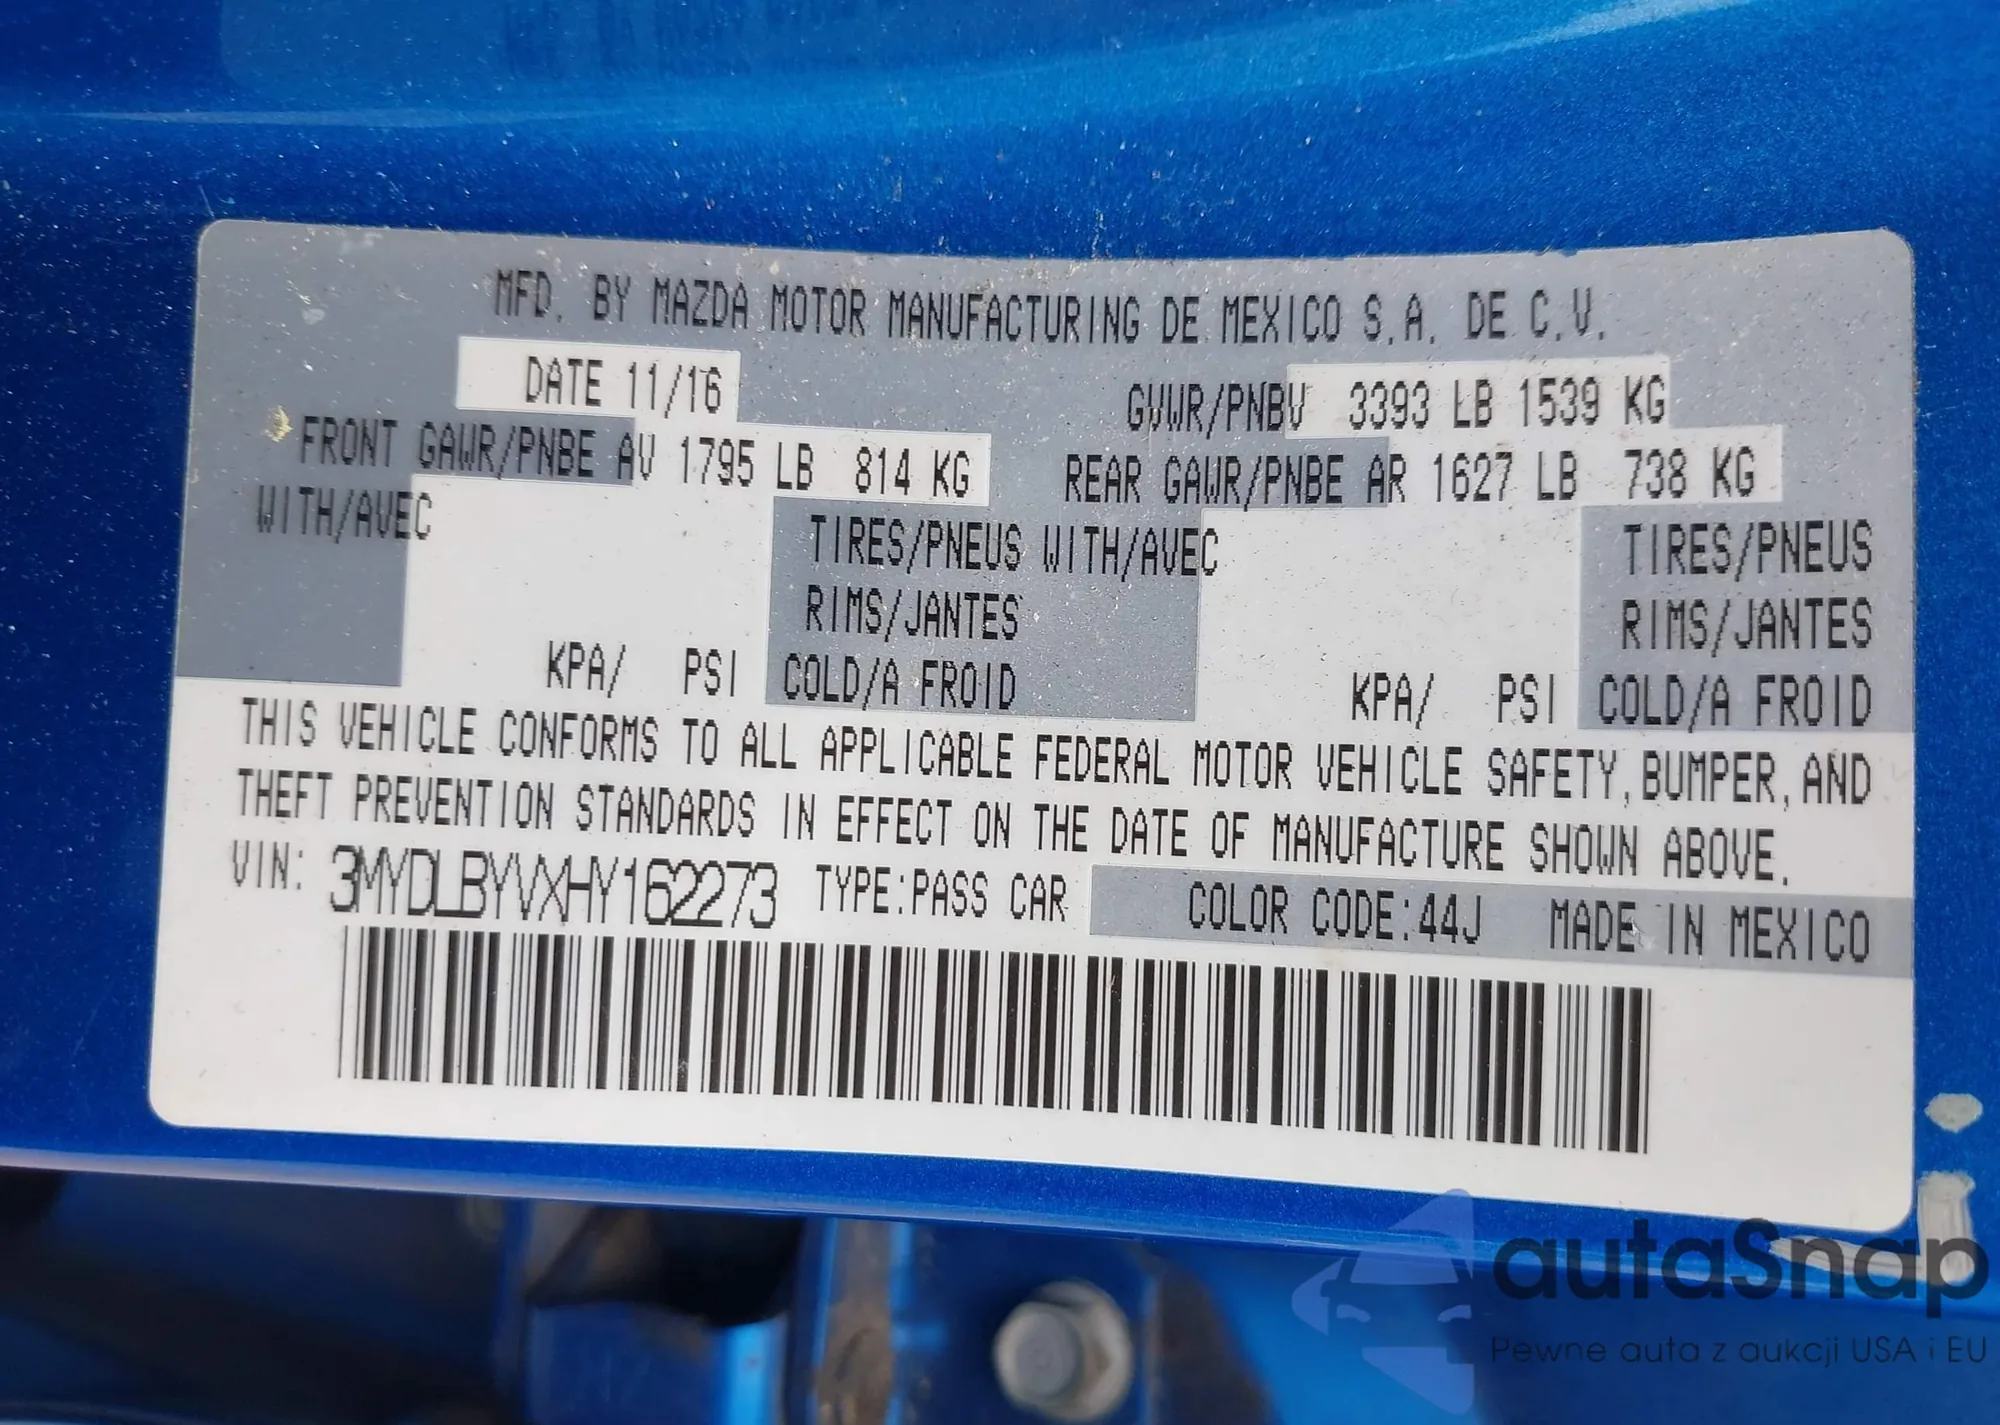 MFD. BY MAZDA MOTOR MANUFACTURING DE MEXICO S.A. DE C.V.
DATE 11/16 GVWR/PNBV 3393 LB 1539 KG
FRONT GAWR/PNBE AV 1795 LB 814 KG REAR GAWR/PNBE AR 1627 LB 738 KG
WITH/AVEC TIRES/PNEUS WITH/AVEC TIRES/PNEUS
RIMS/JANTES RIMS/JANTES
KPA/ PSI COLD/A FROID KPA/ PSI COLD/A FROID
THIS VEHICLE CONFORMS TO ALL APPLICABLE FEDERAL MOTOR VEHICLE SAFETY, BUMPER, AND
THEFT PREVENTION STANDARDS IN EFFECT ON THE DATE OF MANUFACTURE SHOWN ABOVE.
VIN: 3MYDLBYVXHY162273 TYPE:PASS CAR COLOR CODE:44J MADE IN MEXICO
autaSnap
Pewne auta z aukcji USA i EU